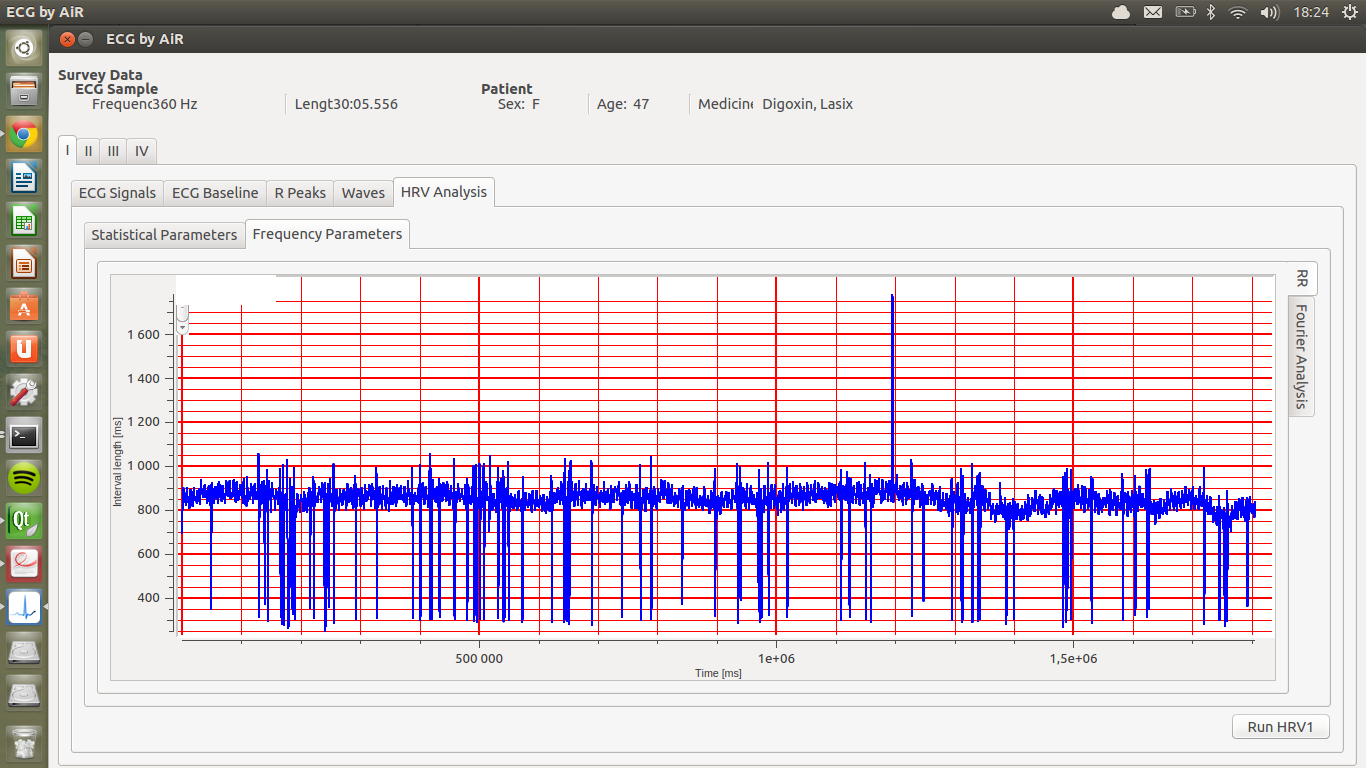 ECG by AiR
18:24
ECG by AiR
Survey Data
ECG Sample
Patient
Frequenc360 Hz
Lengt30:05.556
Sex: F
Age: 47
Medicine Digoxin, Lasix
I II III IV
ECG Signals ECG Baseline R Peaks Waves HRV Analysis
Statistical Parameters Frequency Parameters
RR
Fourier Analysis
Interval length [ms]
1 600
1 400
1 200
1 000
800
600
400
500 000 1e+06 1,5e+06
Time [ms]
Run HRV1